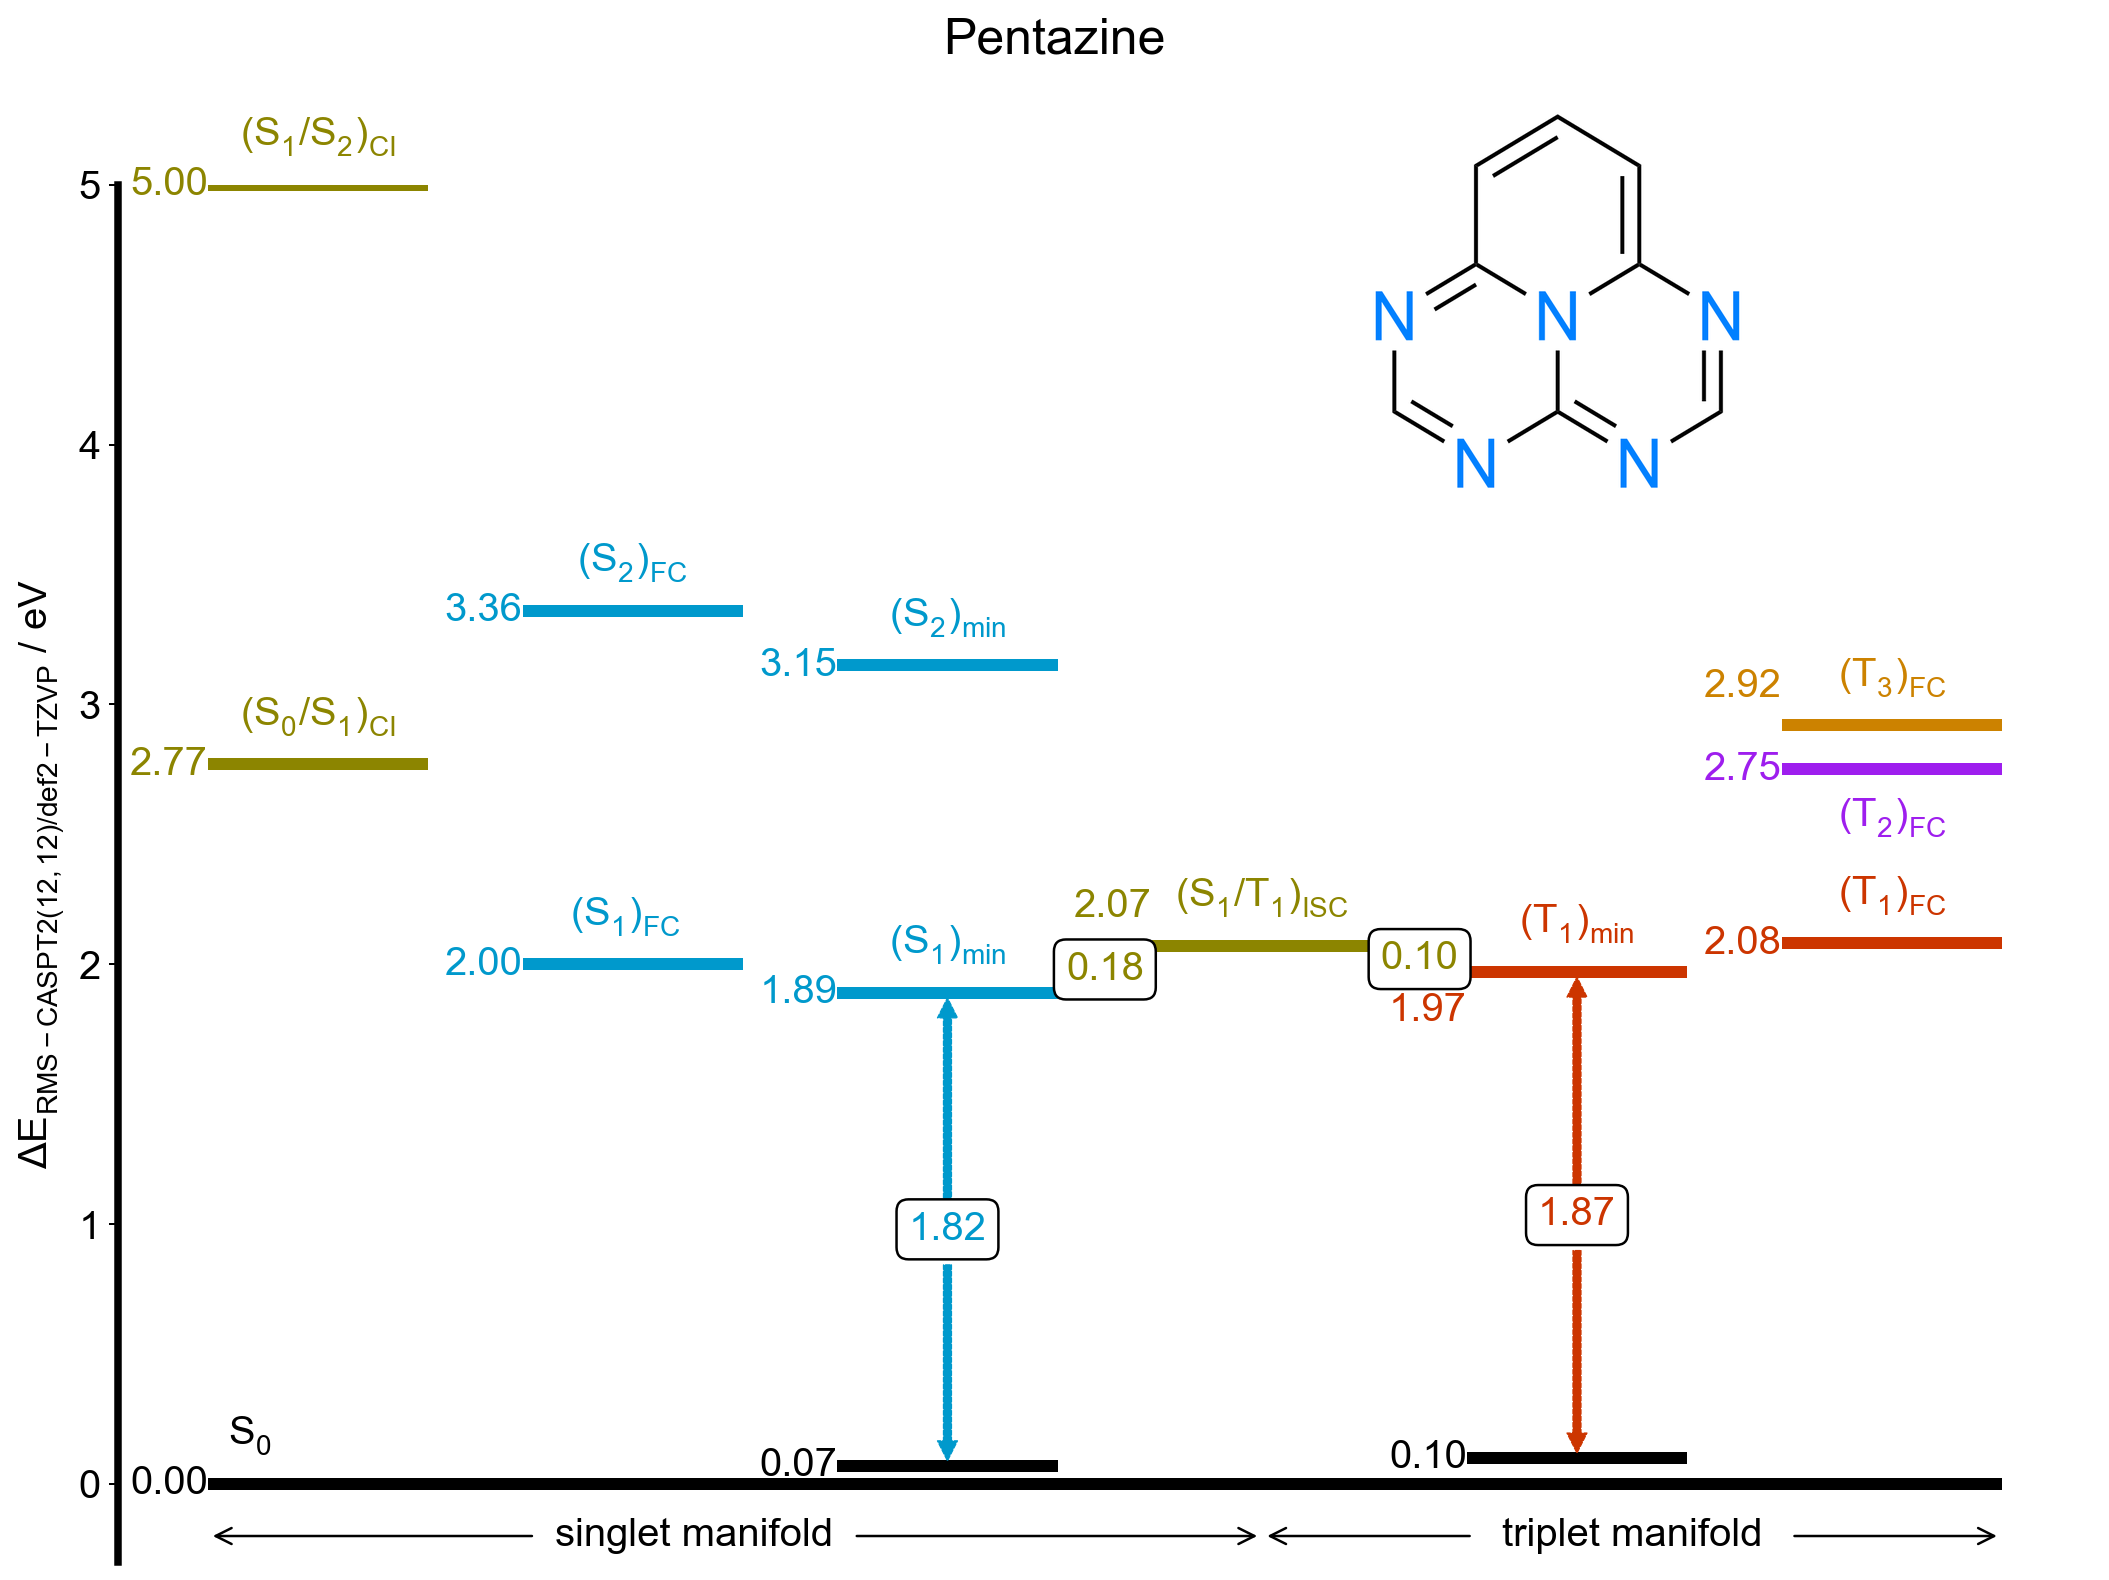 Pentazine
(S1/S2)CI
5
5.00
N N N
4
N N
(S2)FC
3.36
(S2)min
3.15
(T3)FC
2.92
3
(S0/S1)CI
2.77
2.75
(T2)FC
(S1/T1)ISC
2.07
(T1)FC
(S1)FC
(T1)min
2.08
(S1)min
2
2.00
0.18
0.10
1.89
1.97
ΔERMS−CASPT2(12, 12)/def2−TZVP / eV
1
1.82
1.87
S0
0.07
0.10
0
0.00
singlet manifold
triplet manifold